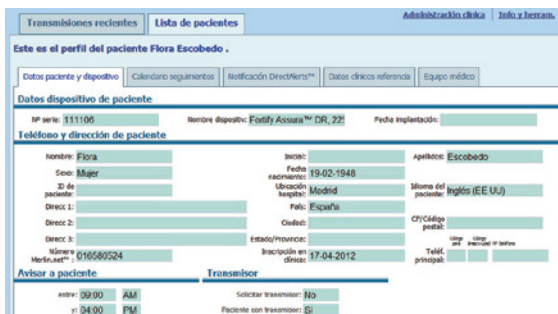 Transmisiones recientes Lista de pacientes Administración clínica Info y herram.
Este es el perfil del paciente Flora Escobedo .
Datos paciente y dispositivo Calendario seguimientos Notificación DirectAlerts™ Datos clínicos referencia Equipo médico
Datos dispositivo de paciente
Nº serie: 111106 Nombre dispositv: Fortify Assura™ DR, 225 Fecha implantación:
Teléfono y dirección de paciente
Nombre: Flora Inicial: Apellidos: Escobedo
Sexo: Mujer Fecha nacimiento: 19-02-1948
ID de paciente: Ubicación hospital: Madrid Idioma del paciente: Inglés (EE UU)
Direcc 1: País: España
Direcc 2: Ciudad: CP/Código postal:
Direcc 3: Estado/Province:
Número Merlin.net™ : 016580524 Inscripción en clínica: 17-04-2012 Teléf. principal:
Avisar a paciente Transmisor
entre: 09:00 AM Solicitar transmisor: No
y: 04:00 PM Paciente con transmisor: Sí